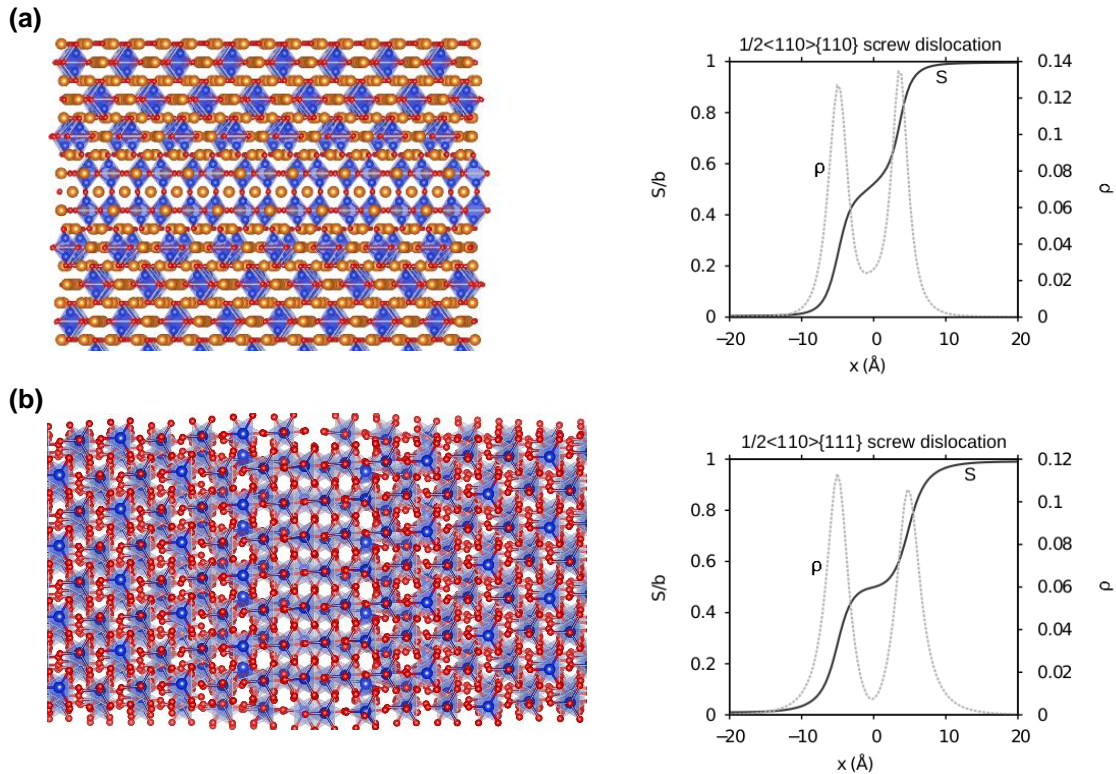 (a)
1/2<110>{110} screw dislocation
1
0.8
0.6
0.4
0.2
0
S/b
0.14
0.12
0.1
0.08
0.06
0.04
0.02
0
ρ
S
ρ
−20
−10
0
10
20
x (Å)
(b)
1/2<110>{111} screw dislocation
1
0.8
0.6
0.4
0.2
0
S/b
0.12
0.1
0.08
0.06
0.04
0.02
0
ρ
S
ρ
−20
−10
0
10
20
x (Å)